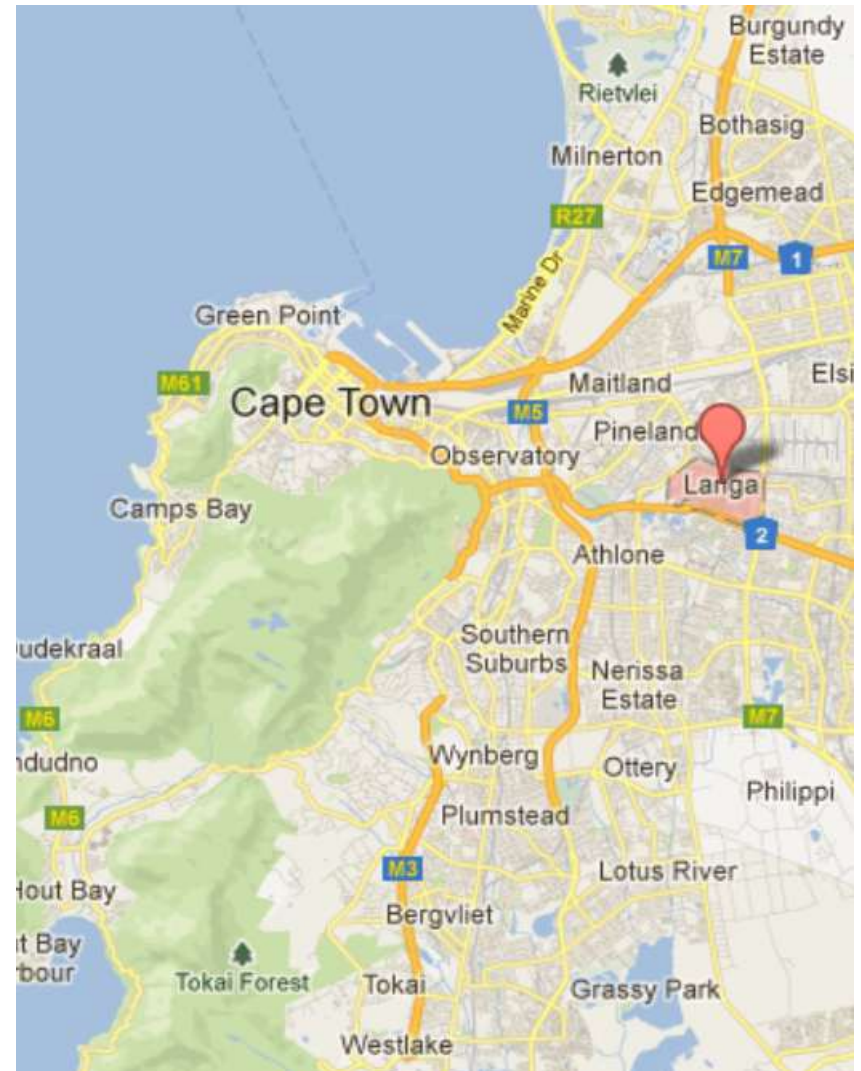 Burgundy
Estate
Rietvlei
Bothasig
Milnerton
Edgemead
R27
M7
1
Marine Dr
Green Point
M61
Maitland
Elsi
Cape Town
M5
Pineland
Observatory
Langa
Camps Bay
2
Athlone
Southern
Suburbs
udekraal
Nerissa
Estate
M6
M7
ndudno
Wynberg
Ottery
Philippi
M6
Plumstead
M3
Lotus River
Hout Bay
Bergvliet
ut Bay
rbour
Tokai Forest
Tokai
Grassy Park
Westlake